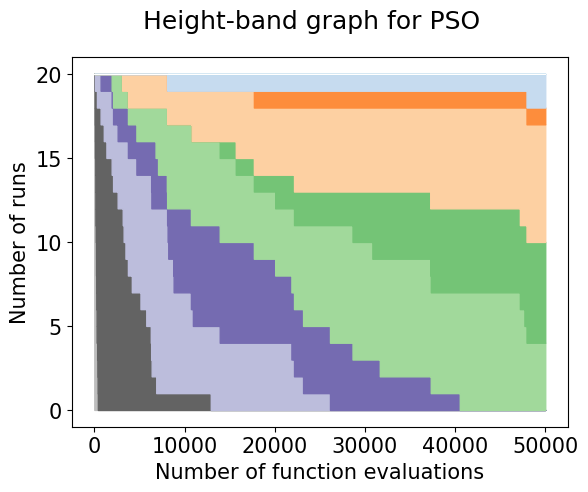 Height-band graph for PSO
20
15
10
5
0
Number of runs
0 10000 20000 30000 40000 50000
Number of function evaluations